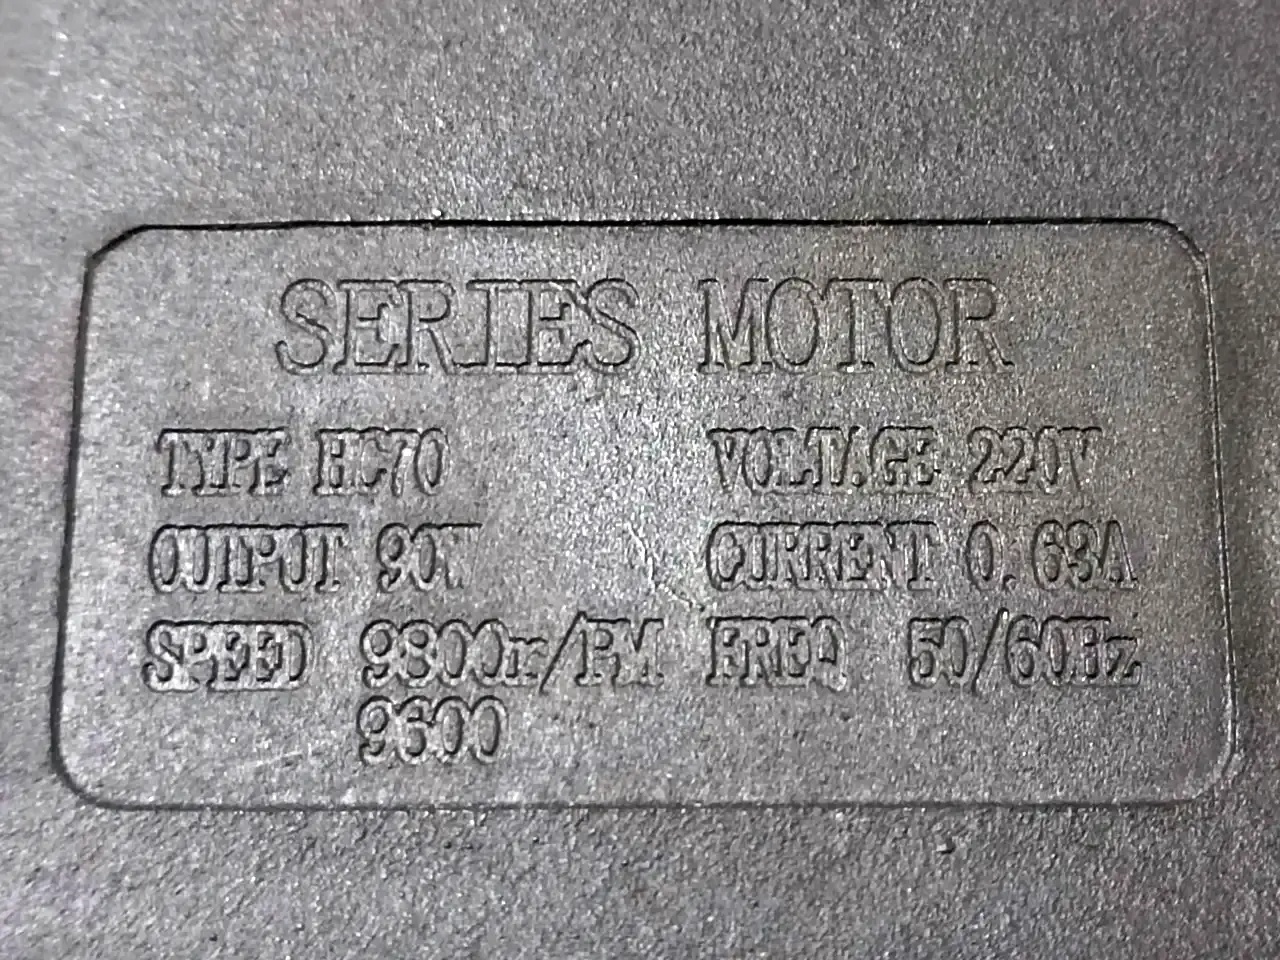 SERIES MOTOR
TYPE HC70 VOLTAGE 220V
OUTPUT 90W CURRENT 0.63A
SPEED 9800r/PM FREQ 50/60Hz
9600